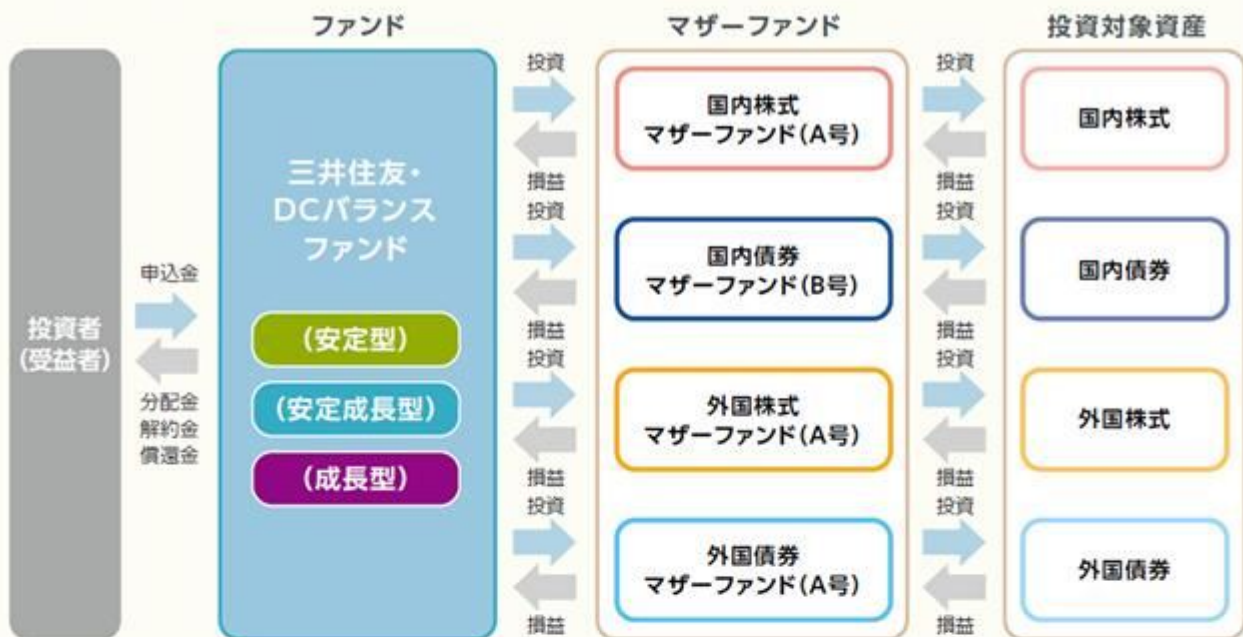 ファンド
マザーファンド
投資対象資産
投資者
(受益者)
申込金
分配金
解約金
償還金
三井住友・
DCバランス
ファンド
(安定型)
(安定成長型)
(成長型)
投資
損益
投資
損益
投資
損益
投資
損益
国内株式
マザーファンド(A号)
国内債券
マザーファンド(B号)
外国株式
マザーファンド(A号)
外国債券
マザーファンド(A号)
投資
損益
投資
損益
投資
損益
投資
損益
国内株式
国内債券
外国株式
外国債券